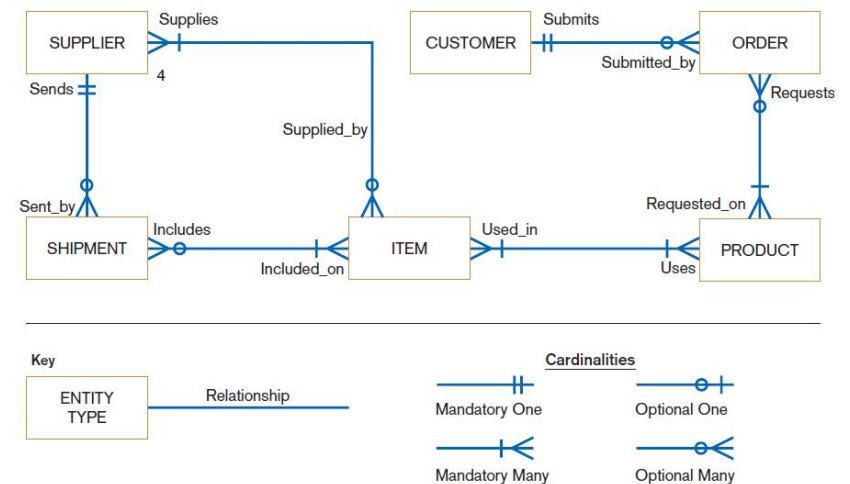 Supplies
Submits
SUPPLIER
CUSTOMER
ORDER
Submitted_by
4
Sends
Requests
Supplied_by
Sent_by
Requested_on
Includes
Used_in
SHIPMENT
ITEM
PRODUCT
Included_on
Uses
Key
Cardinalities
ENTITY
TYPE
Relationship
Mandatory One
Optional One
Mandatory Many
Optional Many